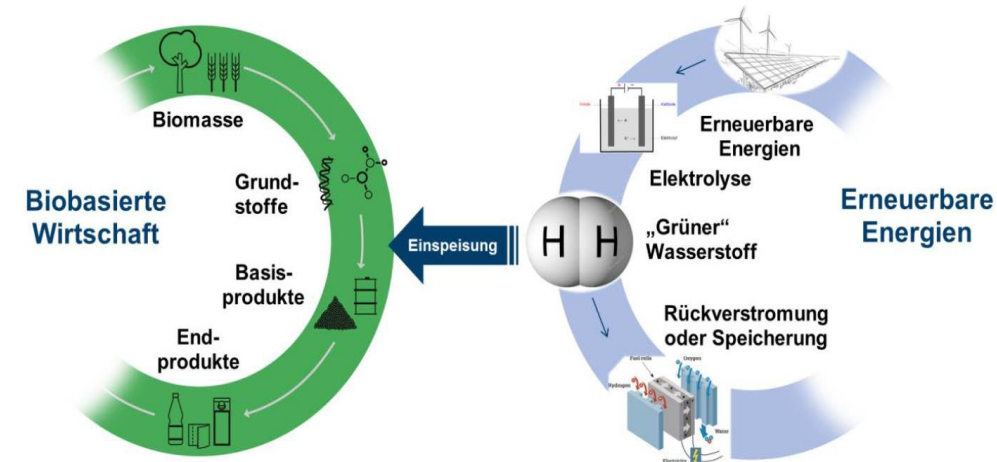 Biomasse
Grund-
stoffe
Biobasierte
Wirtschaft
Basis-
produkte
End-
produkte
Einspeisung
Erneuerbare
Energien
Elektrolyse
H H
„Grüner“
Wasserstoff
Erneuerbare
Energien
Rückverstromung
oder Speicherung
Fuel cells
Oxygen
Hydrogen
Water
Electricity